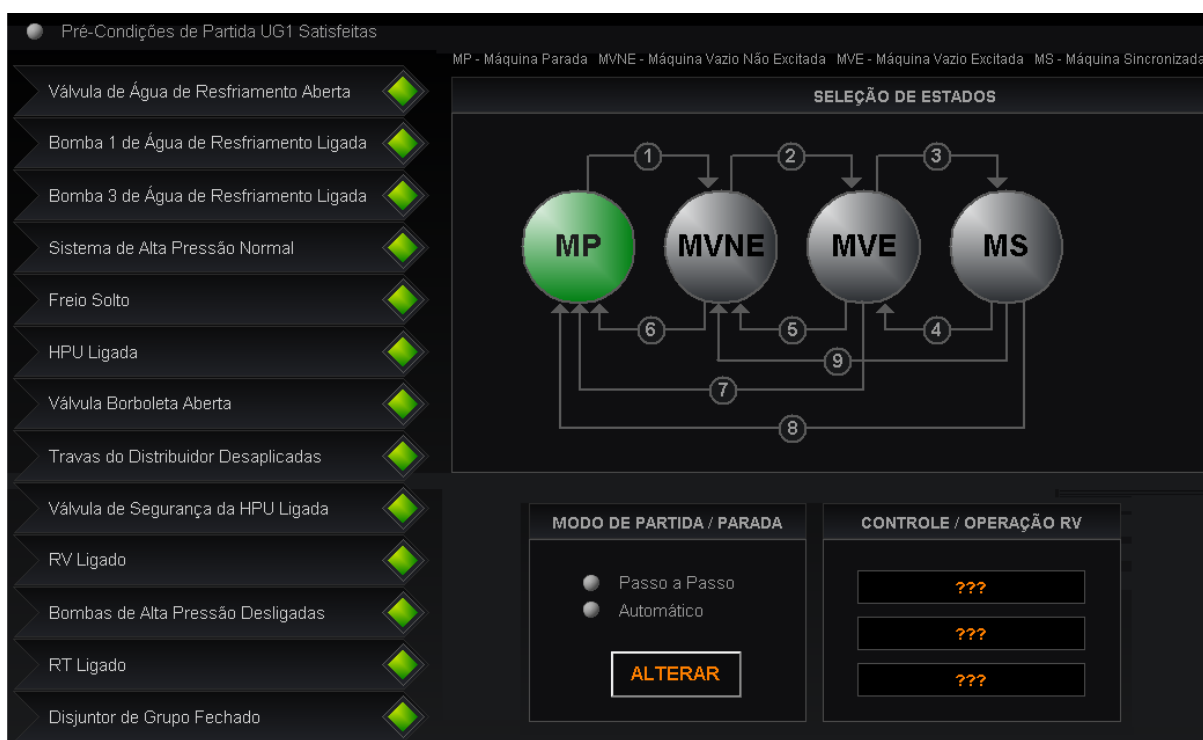 Pré-Condições de Partida UG1 Satisfeitas
MP - Máquina Parada MVNE - Máquina Vazio Não Excitada MVE - Máquina Vazio Excitada MS - Máquina Sincronizada
Válvula de Água de Resfriamento Aberta
Bomba 1 de Água de Resfriamento Ligada
Bomba 3 de Água de Resfriamento Ligada
Sistema de Alta Pressão Normal
Freio Solto
HPU Ligada
Válvula Borboleta Aberta
Travas do Distribuidor Desaplicadas
Válvula de Segurança da HPU Ligada
RV Ligado
Bombas de Alta Pressão Desligadas
RT Ligado
Disjuntor de Grupo Fechado
SELEÇÃO DE ESTADOS
1 2 3
MP MVNE MVE MS
6 5 4
9
7
8
MODO DE PARTIDA / PARADA
Passo a Passo
Automático
ALTERAR
CONTROLE / OPERAÇÃO RV
???
???
???